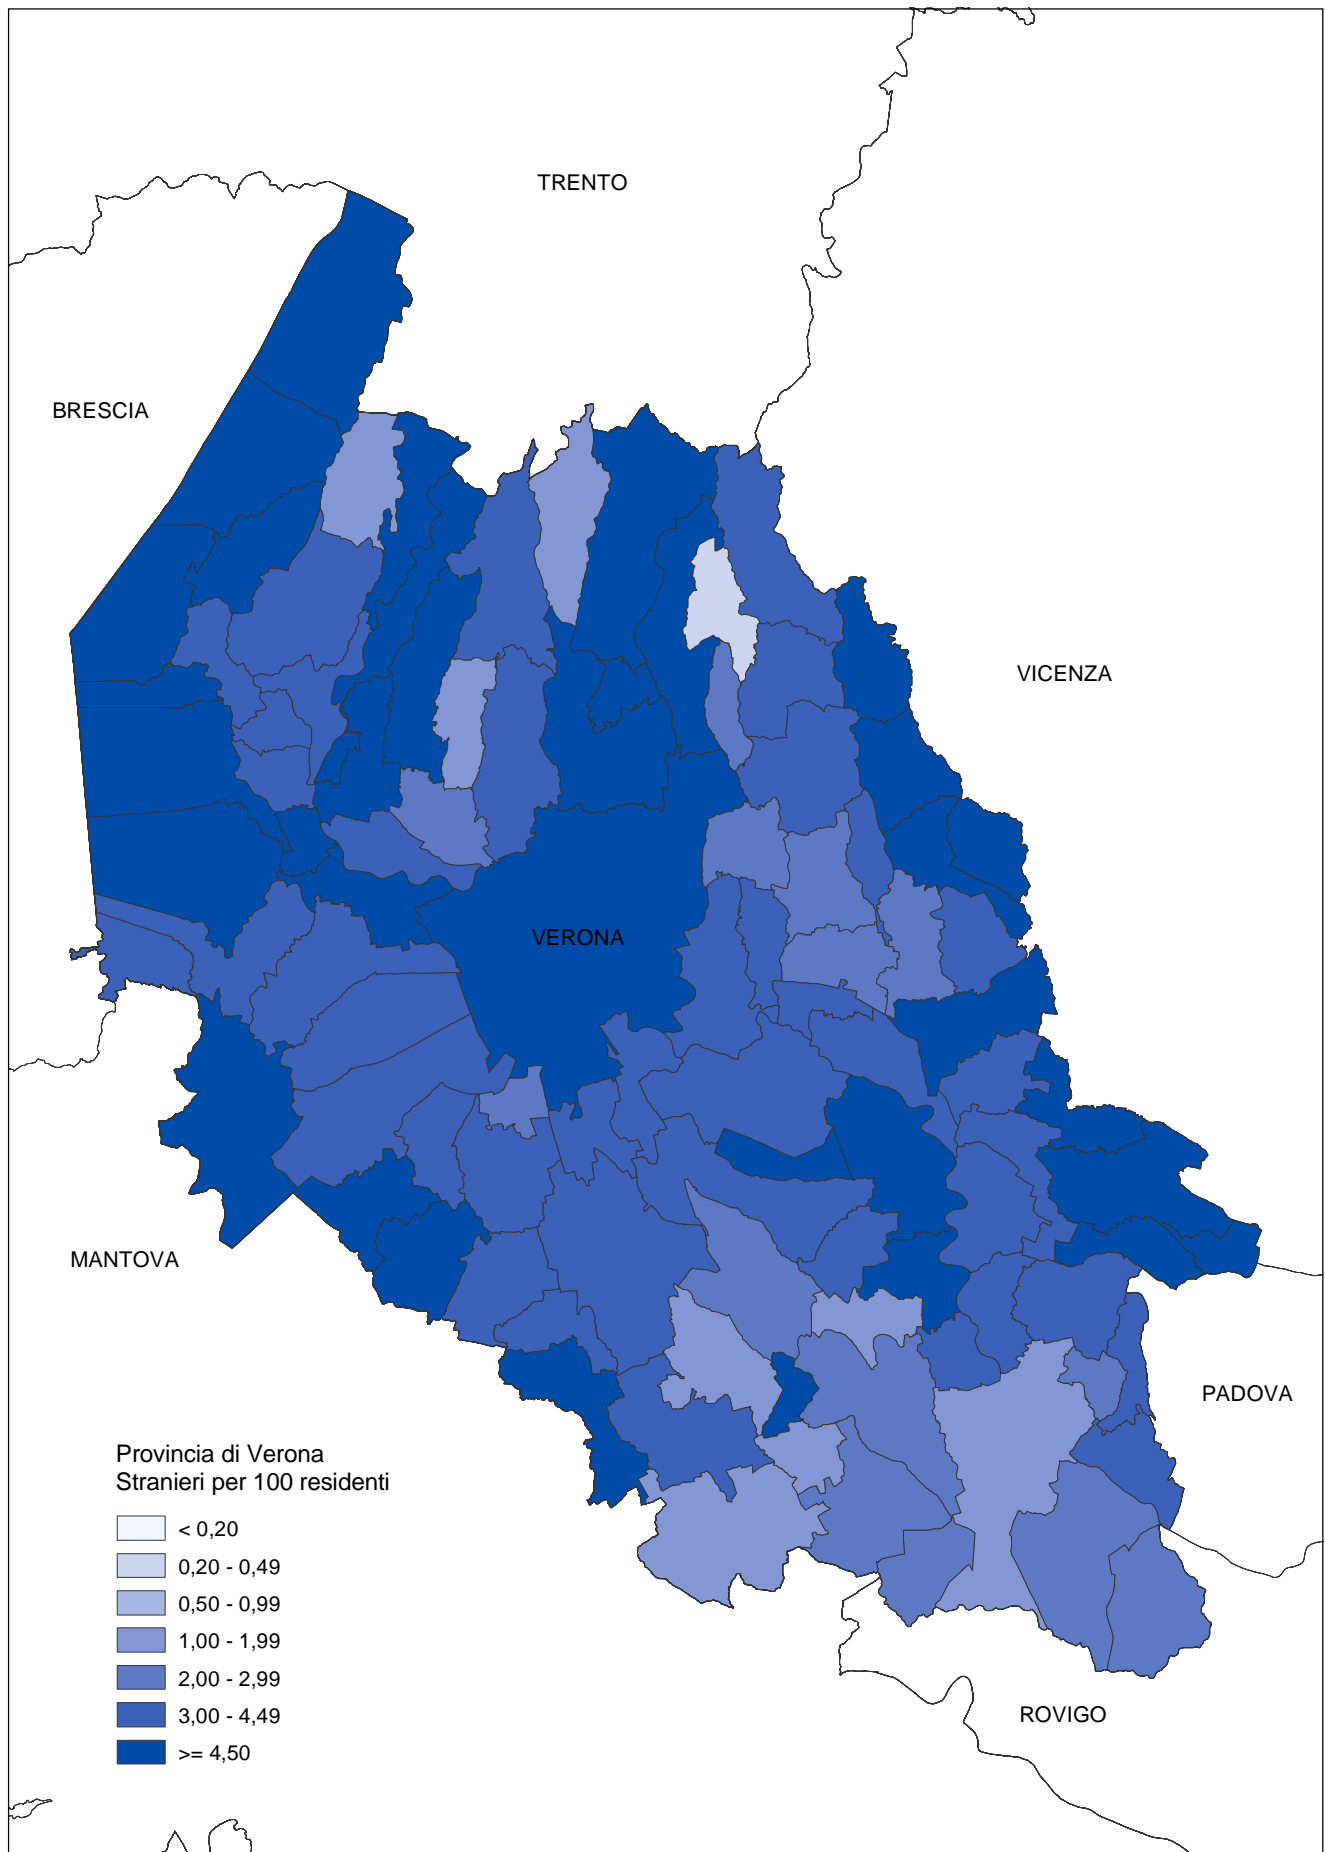 TRENTO
BRESCIA
VICENZA
VERONA
MANTOVA
PADOVA
Provincia di Verona
Stranieri per 100 residenti
< 0,20
0,20 - 0,49
0,50 - 0,99
1,00 - 1,99
2,00 - 2,99
3,00 - 4,49
>= 4,50
ROVIGO